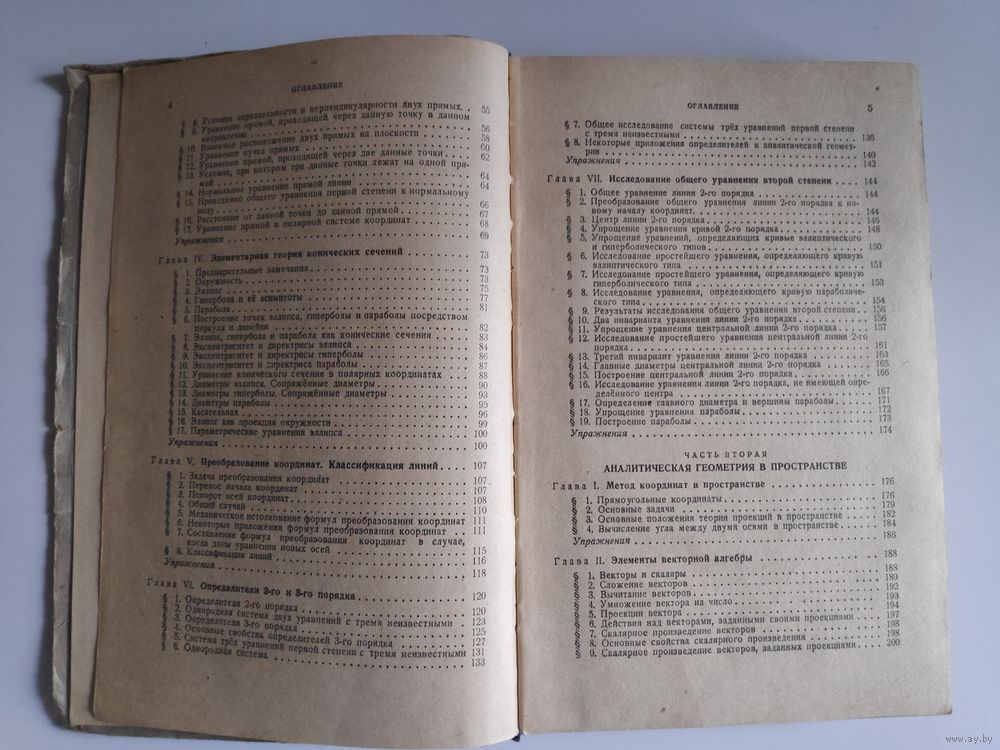 4
ОГЛАВЛЕНИЕ
§ 8. Условия параллельности и перпендикулярности двух прямых. . 55
§ 9. Уравнение прямой, проходящей через данную точку в данном
направлении 56
§ 10. Взаимное расположение двух прямых на плоскости 58
§ 11. Уравнение пучка прямых 60
§ 12. Уравнение прямой, проходящей через две данные точки 62
§ 13. Условие, при котором три данные точки лежат на одной пря-
мой 64
§ 14. Нормальное уравнение прямой линии 64
§ 15. Приведение общего уравнения первой степени к нормальному
виду 66
§ 16. Расстояние от данной точки до данной прямой 67
§ 17. Уравнение прямой в полярной системе координат 68
Упражнения 69
Глава IV. Элементарная теория конических сечений 73
§ 1. Предварительные замечания 73
§ 2. Окружность 73
§ 3. Эллипс 75
§ 4. Гипербола и её асимптоты 77
§ 5. Парабола 81
§ 6. Построение точек эллипса, гиперболы и параболы посредством
циркуля и линейки 82
§ 7. Эллипс, гипербола и парабола как конические сечения 83
§ 8. Эксцентриситет и директрисы эллипса 84
§ 9. Эксцентриситет и директрисы гиперболы 86
§ 10. Эксцентриситет и директриса параболы 87
§ 11. Уравнение конического сечения в полярных координатах 88
§ 12. Диаметры эллипса. Сопряжённые диаметры 90
§ 13. Диаметры гиперболы. Сопряжённые диаметры 93
§ 14. Диаметры параболы 95
§ 15. Касательная 96
§ 16. Эллипс как проекция окружности 99
§ 17. Параметрические уравнения эллипса 100
Упражнения 100
Глава V. Преобразование координат. Классификация линий 107
§ 1. Задача преобразования координат 107
§ 2. Перенос начала координат 107
§ 3. Поворот осей координат 108
§ 4. Общий случай 110
§ 5. Механическое истолкование формул преобразования координат 111
§ 6. Некоторые приложения формул преобразования координат 111
§ 7. Составление формул преобразования координат в случае,
когда даны уравнения новых осей 115
§ 8. Классификация линий 116
Упражнения 118
Глава VI. Определители 2-го и 3-го порядка 120
§ 1. Определители 2-го порядка 120
§ 2. Однородная система двух уравнений с тремя неизвестными 123
§ 3. Определители 3-го порядка 125
§ 4. Основные свойства определителей 3-го порядка 127
§ 5. Система трёх уравнений первой степени с тремя неизвестными 131
§ 6. Однородная система 133
ОГЛАВЛЕНИЕ 5
§ 7. Общее исследование системы трёх уравнений первой степени
с тремя неизвестными 136
§ 8. Некоторые приложения определителей к аналитической геомет-
рии 140
Упражнения 142
Глава VII. Исследование общего уравнения второй степени 144
§ 1. Общее уравнение линии 2-го порядка 144
§ 2. Преобразование общего уравнения линии 2-го порядка к но-
вому началу координат. 144
§ 3. Центр линии 2-го порядка 146
§ 4. Упрощение уравнения кривой 2-го порядка 148
§ 5. Упрощение уравнений, определяющих кривые эллиптического
и гиперболического типов 150
§ 6. Исследование простейшего уравнения, определяющего кривую
эллиптического типа 151
§ 7. Исследование простейшего уравнения, определяющего кривую
гиперболического типа 153
§ 8. Исследование уравнения, определяющего кривую параболиче-
ского типа 154
§ 9. Результаты исследования общего уравнения второй степени 156
§ 10. Два инварианта уравнения линии 2-го порядка 156
§ 11. Упрощение уравнения центральной линии 2-го порядка 157
§ 12. Исследование простейшего уравнения центральной линии 2-го
порядка 161
§ 13. Третий инвариант уравнения линии 2-го порядка 163
§ 14. Главные диаметры центральной линии 2-го порядка 165
§ 15. Построение центральной линии 2-го порядка 166
§ 16. Исследование уравнения линии 2-го порядка, не имеющей опре-
делённого центра 167
§ 17. Определение главного диаметра и вершины параболы 171
§ 18. Упрощение уравнения параболы 172
§ 19. Построение параболы 173
Упражнения 174
ЧАСТЬ ВТОРАЯ
АНАЛИТИЧЕСКАЯ ГЕОМЕТРИЯ В ПРОСТРАНСТВЕ
Глава I. Метод координат в пространстве 176
§ 1. Прямоугольные координаты 176
§ 2. Основные задачи 179
§ 3. Основные положения теории проекций в пространстве 182
§ 4. Вычисление угла между двумя осями в пространстве 184
Упражнения 186
Глава II. Элементы векторной алгебры 188
§ 1. Векторы и скаляры 188
§ 2. Сложение векторов 189
§ 3. Вычитание векторов 192
§ 4. Умножение вектора на число 193
§ 5. Проекции вектора 194
§ 6. Действия над векторами, заданными своими проекциями 197
§ 7. Скалярное произведение векторов 198
§ 8. Основные свойства скалярного произведения 198
§ 9. Скалярное произведение векторов, заданных проекциями 200
www.ay.by